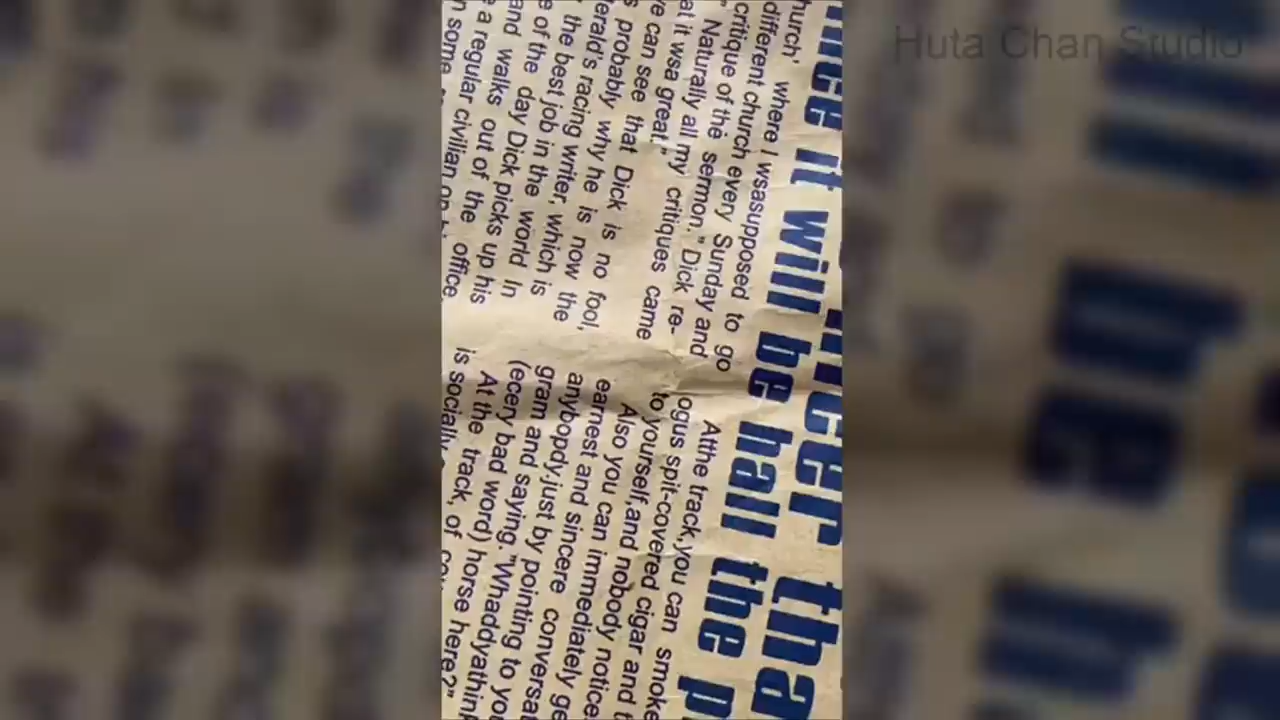 Huta Chan Studio
nicer tha
nce it will be hall the p
hurch' where I wsasupposed to go
different church every Sunday and
critique of the sermon." Dick re-
" Naturally all my critiques came
at it wsa great."
e can see that Dick is no fool,
s probably why he is now the
erald's racing writer, which is
the best job in the world In
e of the day Dick picks up his
and walks out of the office,
a regular civilian
some
Atthe track,you can smoke
ogus spit-covered cigar and
to yourself,and nobody notice
Also you can immediately ge
earnest and sincere conversa
anybopdy,just by pointing to yo
gram and saying."Whaddyathin
(ecery bad word) horse here?"
At the track, of
is socially